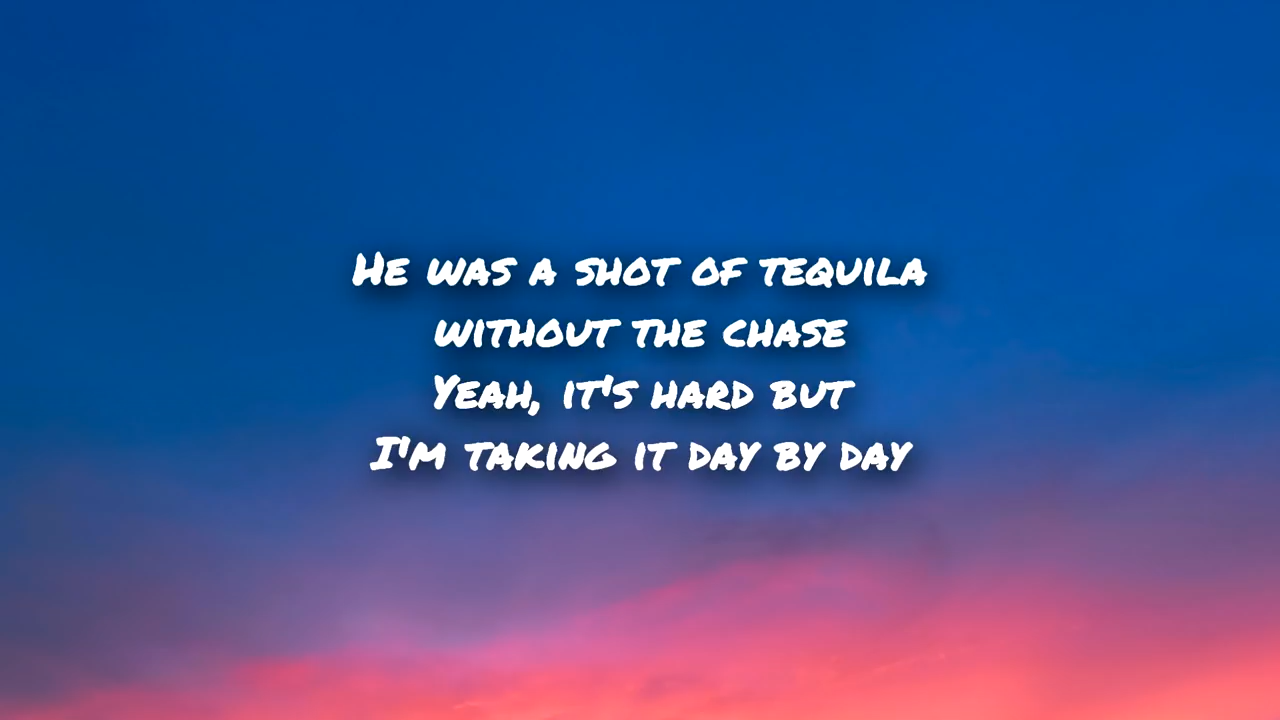 He was a shot of tequila
without the chase
Yeah, it's hard but
I'm taking it day by day